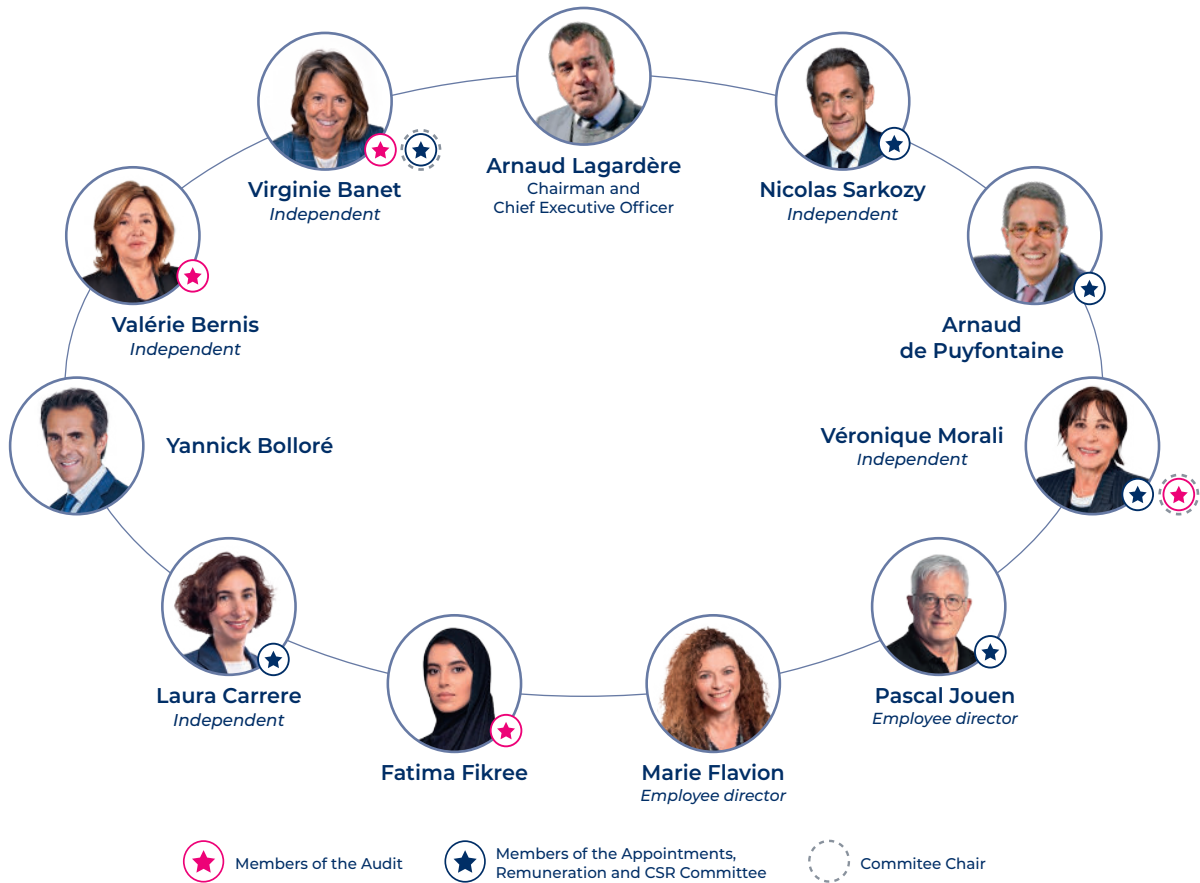 Arnaud Lagardère
Chairman and
Chief Executive Officer
Virginie Banet
Independent
Nicolas Sarkozy
Independent
Valérie Bernis
Independent
Arnaud
de Puyfontaine
Yannick Bolloré
Véronique Morali
Independent
Laura Carrere
Independent
Pascal Jouen
Employee director
Fatima Fikree
Marie Flavion
Employee director
Members of the Audit
Members of the Appointments,
Remuneration and CSR Committee
Commitee Chair